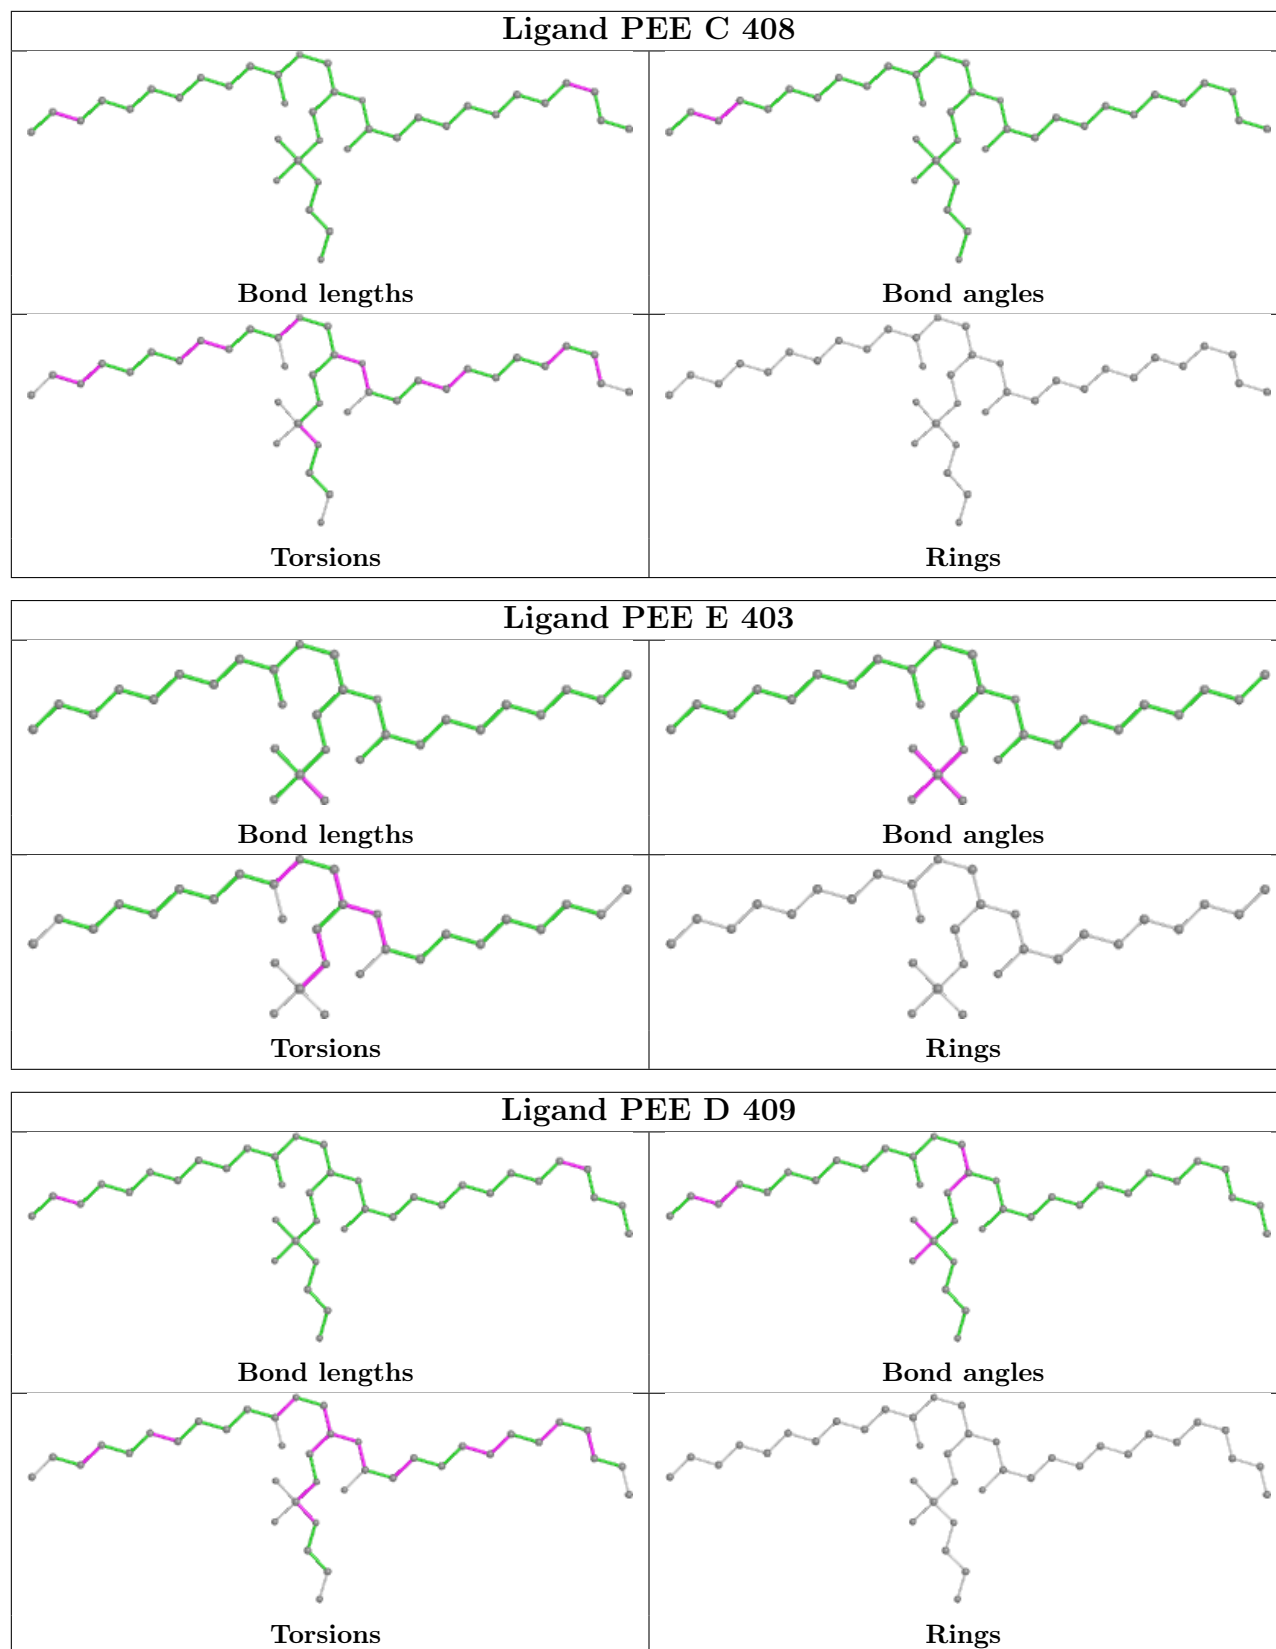 Ligand PEE C 408
Bond lengths
Bond angles
Torsions
Rings
Ligand PEE E 403
Bond lengths
Bond angles
Torsions
Rings
Ligand PEE D 409
Bond lengths
Bond angles
Torsions
Rings